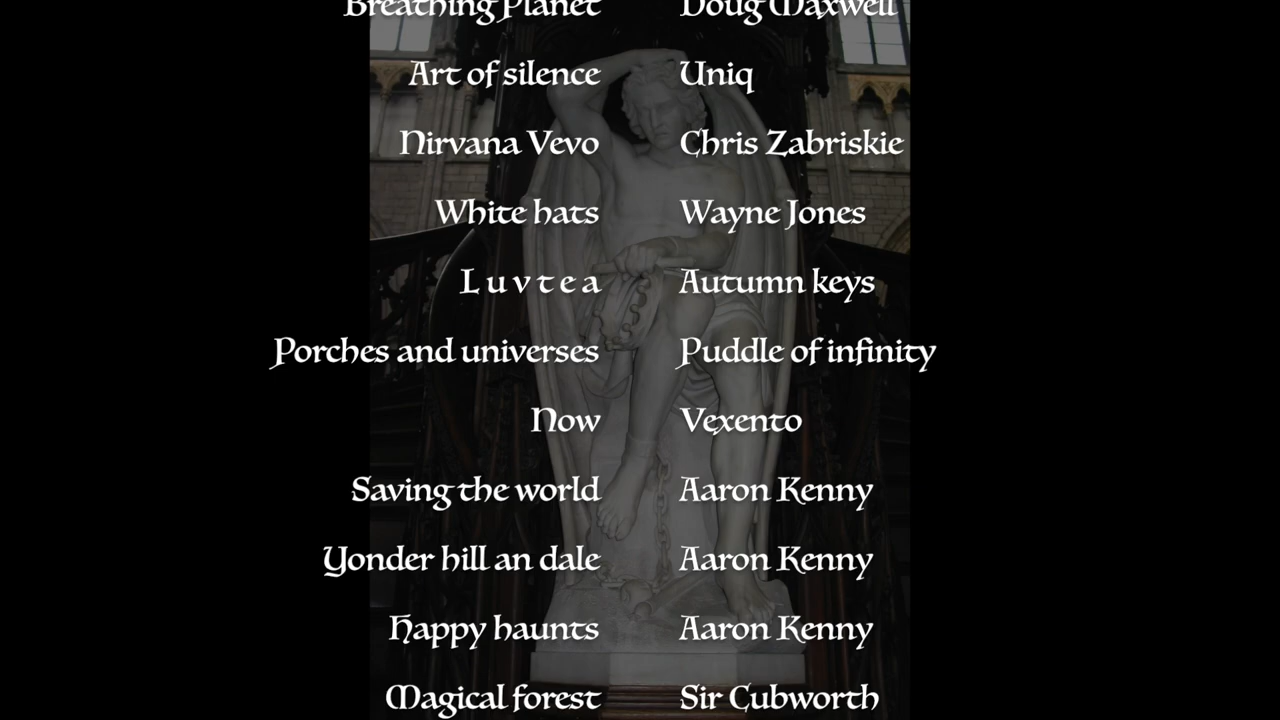 Breathing Planet Doug Maxwell
Art of silence Uniq
Nirvana Vevo Chris Zabriskie
White hats Wayne Jones
L u v t e a Autumn keys
Porches and universes Puddle of infinity
Now Vexento
Saving the world Aaron Kenny
Yonder hill an dale Aaron Kenny
Happy haunts Aaron Kenny
Magical forest Sir Cubworth